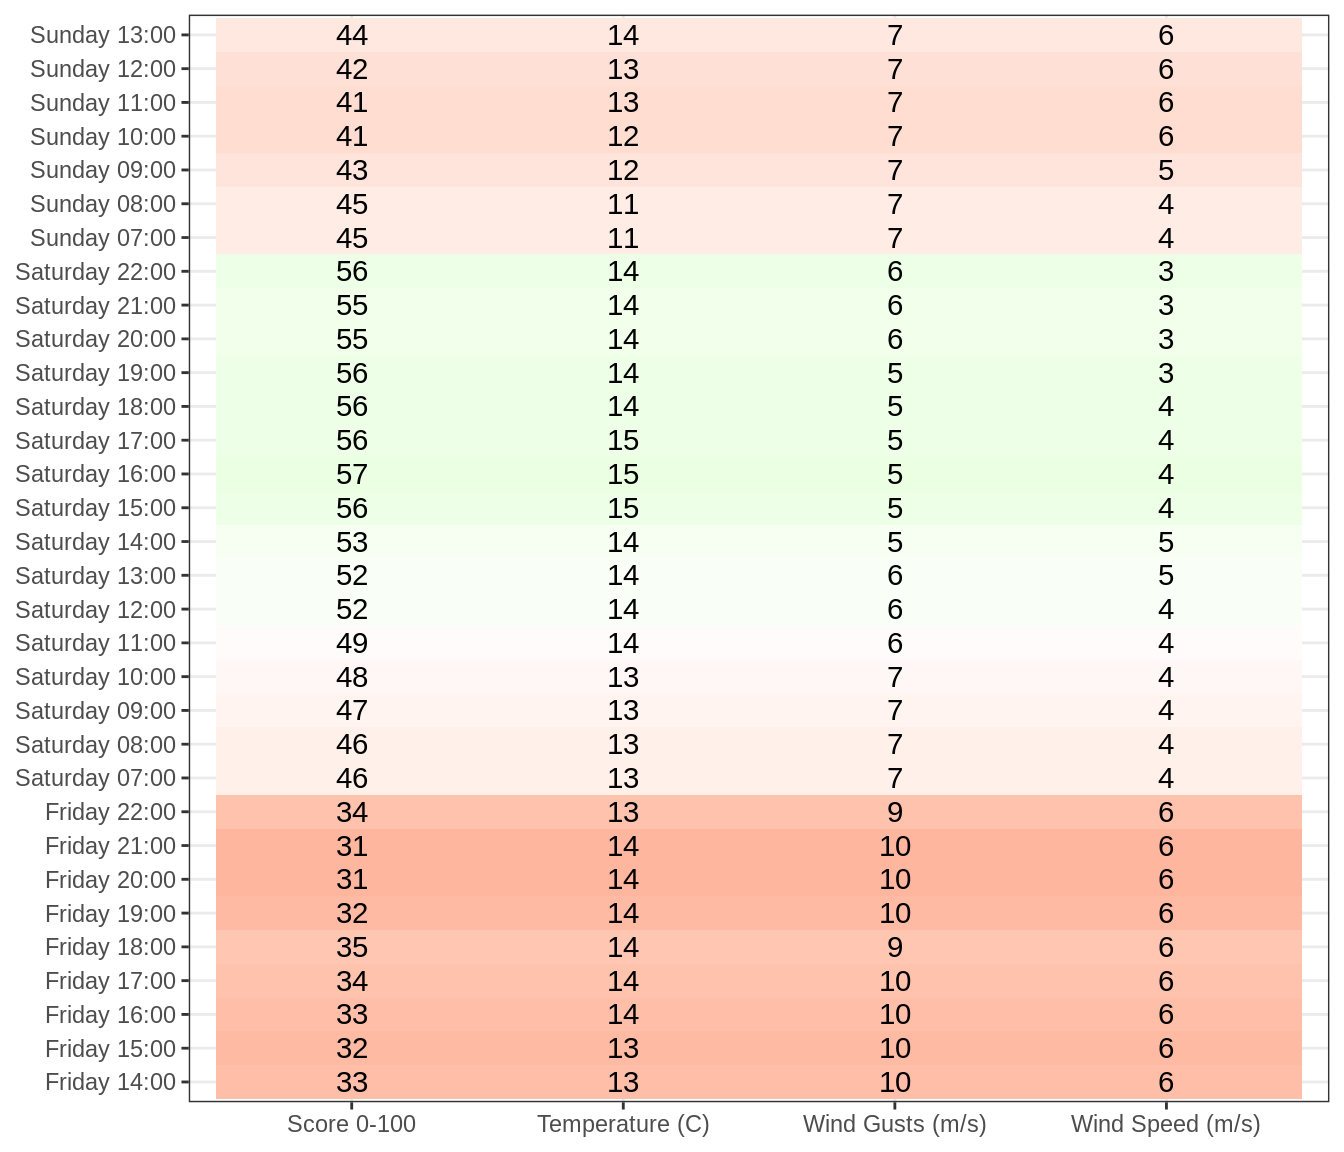 Sunday 13:00 44 14 7 6
Sunday 12:00 42 13 7 6
Sunday 11:00 41 13 7 6
Sunday 10:00 41 12 7 6
Sunday 09:00 43 12 7 5
Sunday 08:00 45 11 7 4
Sunday 07:00 45 11 7 4
Saturday 22:00 56 14 6 3
Saturday 21:00 55 14 6 3
Saturday 20:00 55 14 6 3
Saturday 19:00 56 14 5 3
Saturday 18:00 56 14 5 4
Saturday 17:00 56 15 5 4
Saturday 16:00 57 15 5 4
Saturday 15:00 56 15 5 4
Saturday 14:00 53 14 5 5
Saturday 13:00 52 14 6 5
Saturday 12:00 52 14 6 4
Saturday 11:00 49 14 6 4
Saturday 10:00 48 13 7 4
Saturday 09:00 47 13 7 4
Saturday 08:00 46 13 7 4
Saturday 07:00 46 13 7 4
Friday 22:00 34 13 9 6
Friday 21:00 31 14 10 6
Friday 20:00 31 14 10 6
Friday 19:00 32 14 10 6
Friday 18:00 35 14 9 6
Friday 17:00 34 14 10 6
Friday 16:00 33 14 10 6
Friday 15:00 32 13 10 6
Friday 14:00 33 13 10 6
Score 0-100 Temperature (C) Wind Gusts (m/s) Wind Speed (m/s)